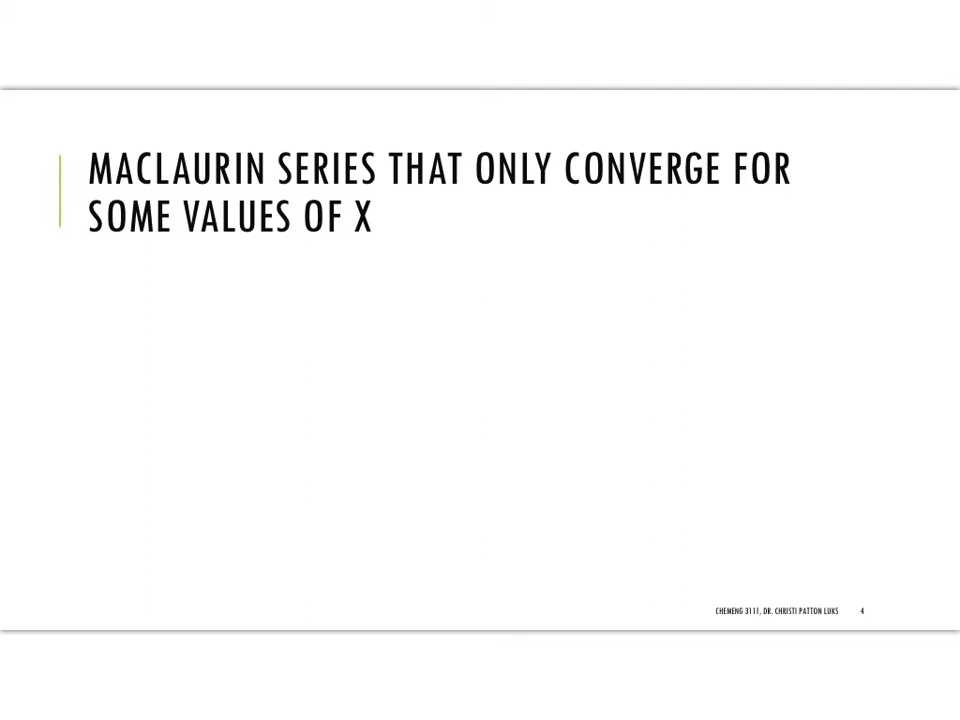 MACLAURIN SERIES THAT ONLY CONVERGE FOR
SOME VALUES OF X
CHEMENG 3111, DR. CHRISTI PATTON LUKS 4